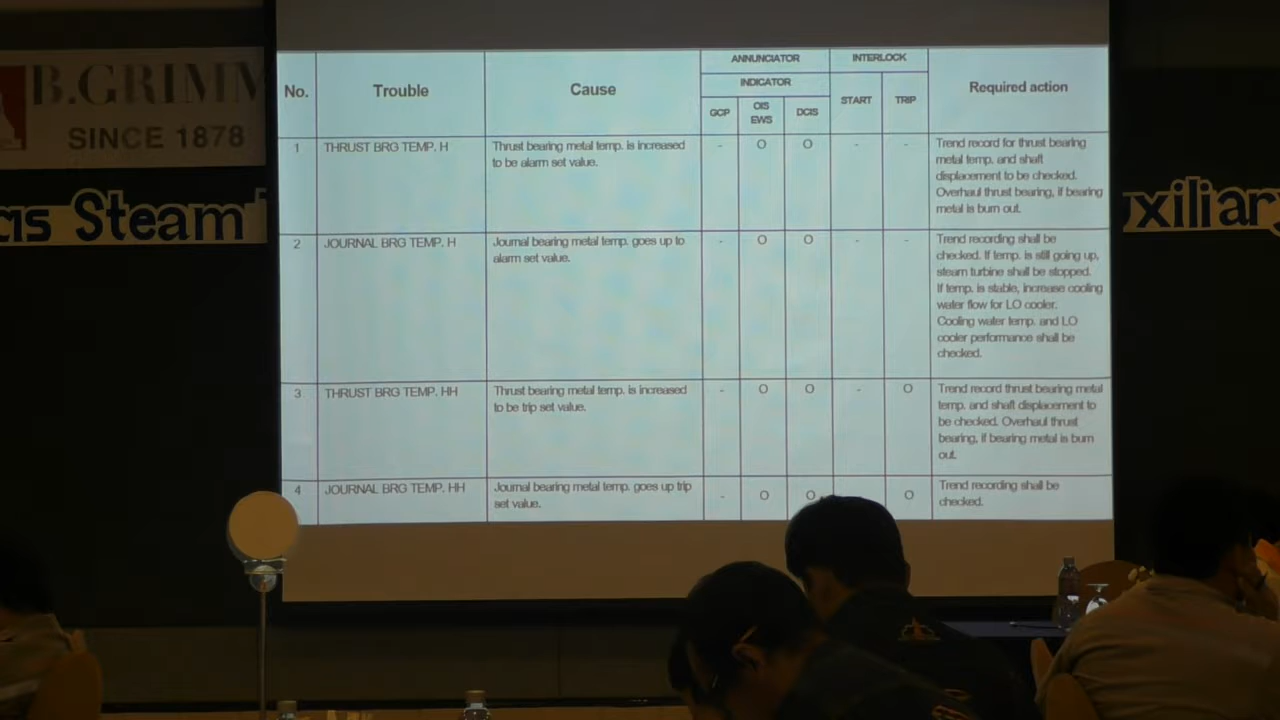 B.GRIMM
SINCE 1878
as Steam T
uxiliary
No.
Trouble
Cause
ANNUNCIATOR
INTERLOCK
Required action
INDICATOR
GCP
OIS
EWS
DCIS
START
TRIP
1
THRUST BRG TEMP. H
Thrust bearing metal temp. is increased
to be alarm set value.
-
O
O
-
-
Trend record for thrust bearing
metal temp. and shaft
displacement to be checked.
Overhaul thrust bearing, if bearing
metal is burn out.
2
JOURNAL BRG TEMP. H
Journal bearing metal temp. goes up to
alarm set value.
-
O
O
-
-
Trend recording shall be
checked. If temp. is still going up,
steam turbine shall be stopped.
If temp. is stable, increase cooling
water flow for LO cooler.
Cooling water temp. and LO
cooler performance shall be
checked.
3
THRUST BRG TEMP. HH
Thrust bearing metal temp. is increased
to be trip set value.
-
O
O
-
O
Trend record thrust bearing metal
temp. and shaft displacement to
be checked. Overhaul thrust
bearing, if bearing metal is burn
out.
4
JOURNAL BRG TEMP. HH
Journal bearing metal temp. goes up trip
set value.
-
O
O
O
Trend recording shall be
checked.